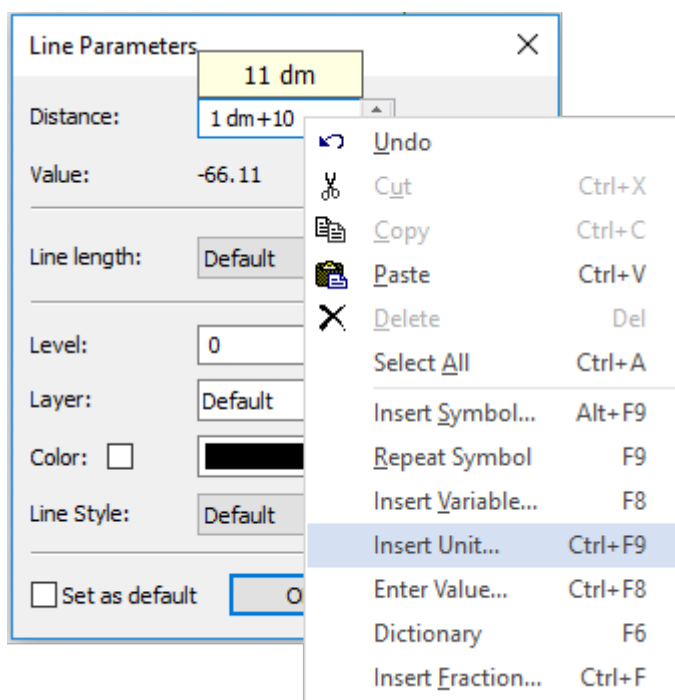 Line Parameters
11 dm
Distance: 1 dm+10
Value: -66.11
Line length: Default
Level: 0
Layer: Default
Color:
Line Style: Default
Set as default
Undo
Cut Ctrl+X
Copy Ctrl+C
Paste Ctrl+V
Delete Del
Select All Ctrl+A
Insert Symbol... Alt+F9
Repeat Symbol F9
Insert Variable... F8
Insert Unit... Ctrl+F9
Enter Value... Ctrl+F8
Dictionary F6
Insert Fraction... Ctrl+F